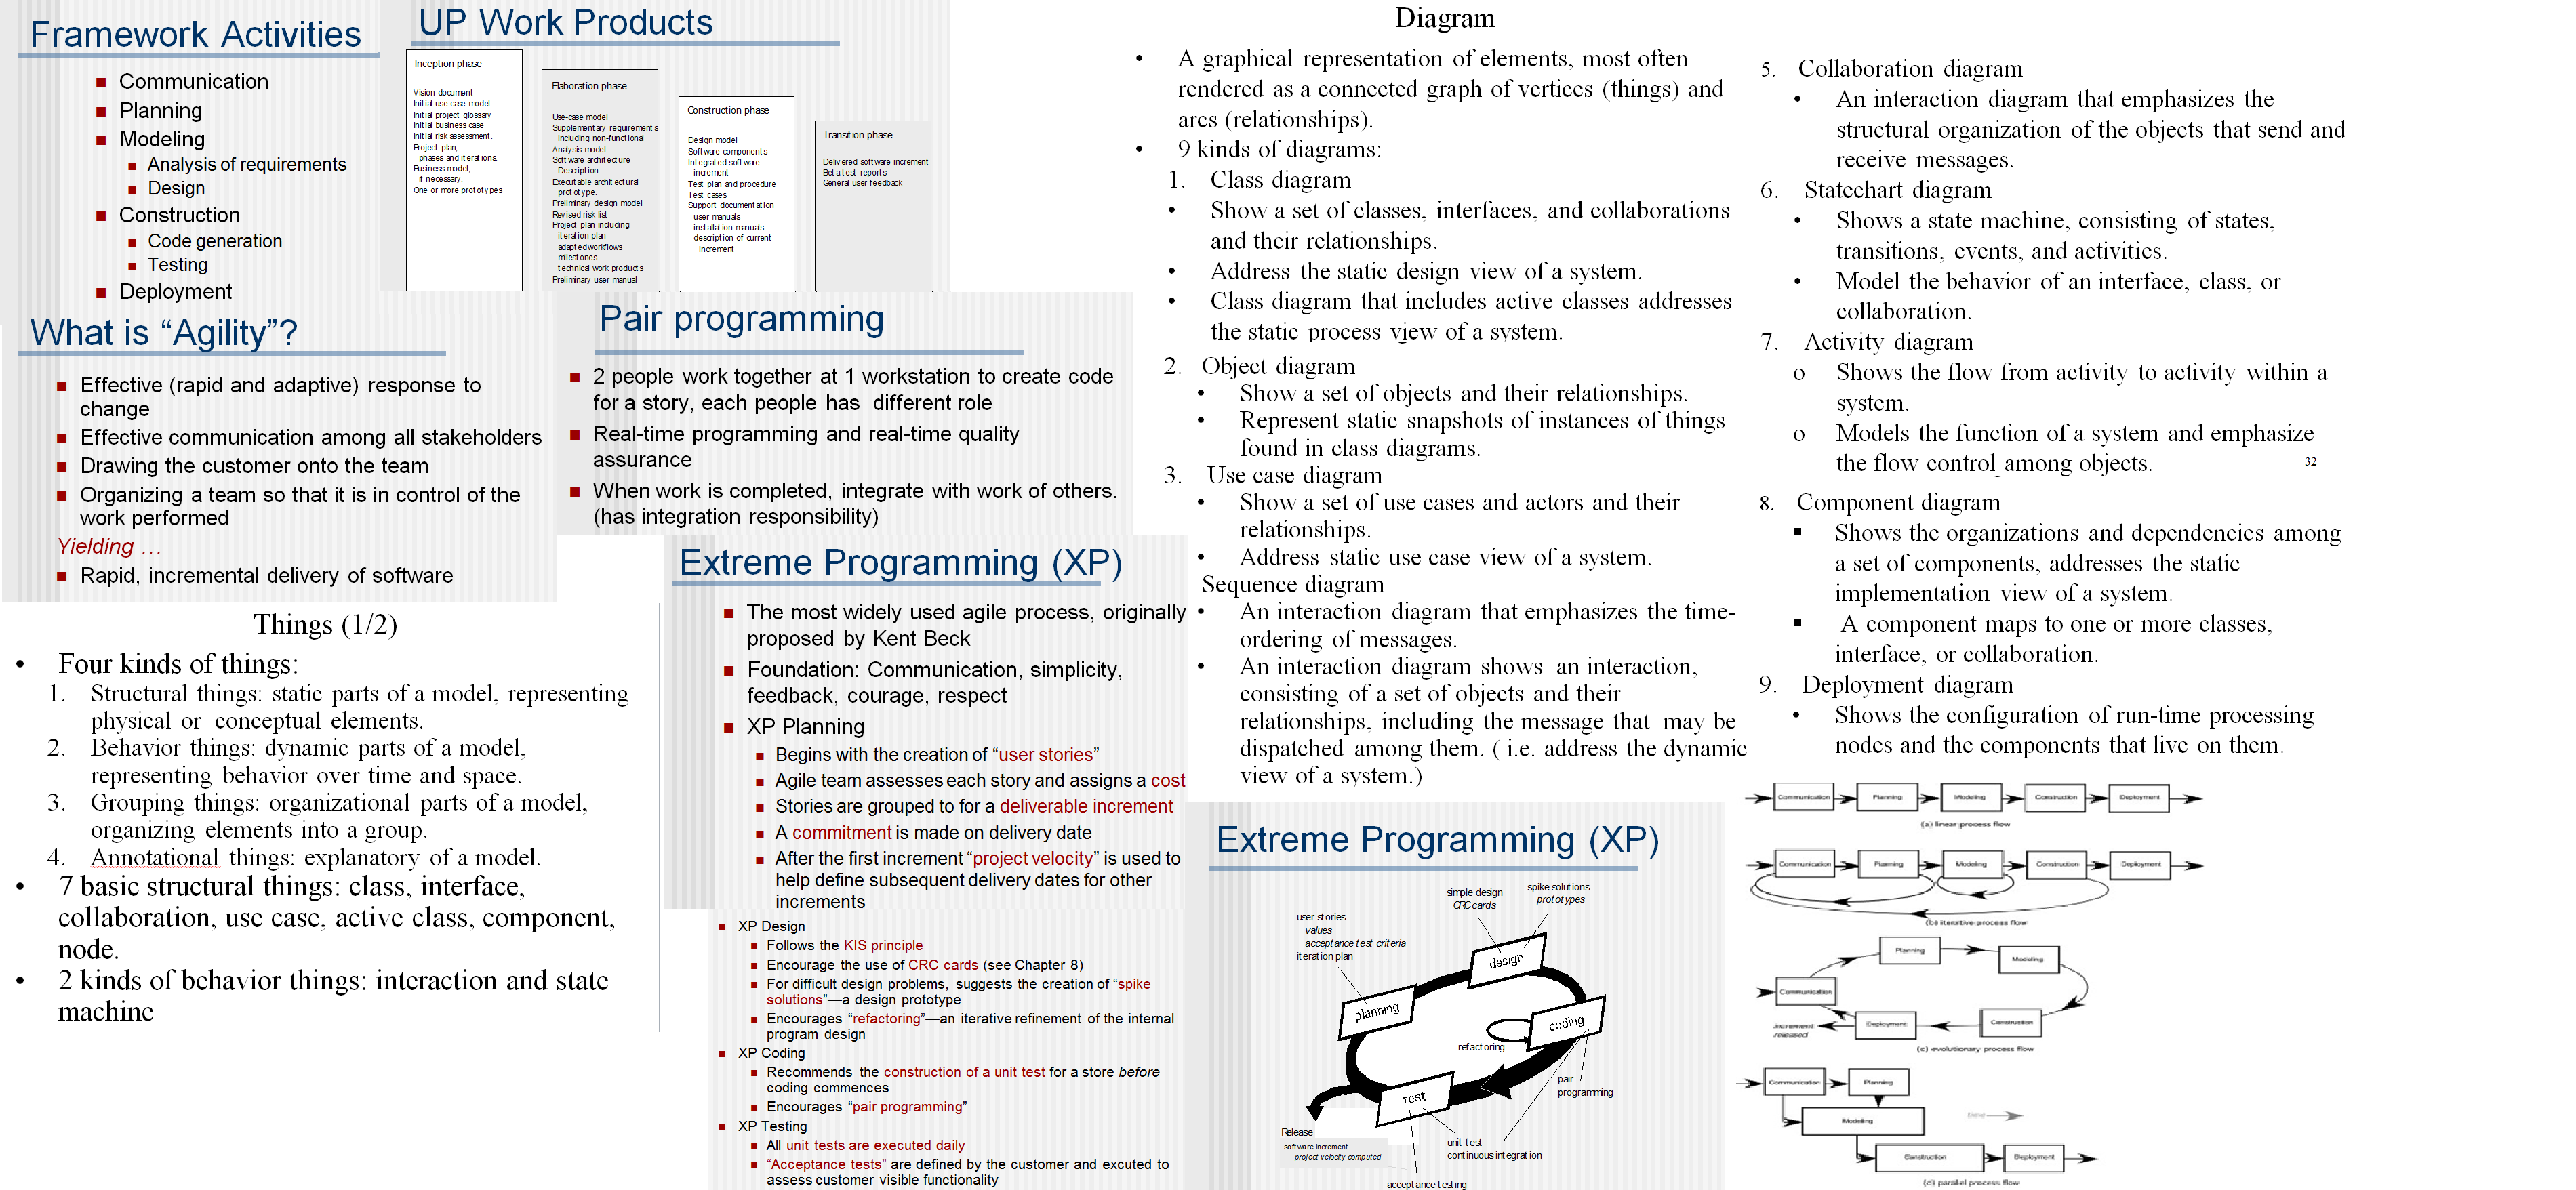 Framework Activities
Communication
Planning
Modeling
Analysis of requirements
Design
Construction
Code generation
Testing
Deployment
UP Work Products
Inception phase
Vision document
Initial use-case model
Initial project glossary
Initial business case
Initial risk assessment.
Project plan,
phases and iterations.
Business model,
if necessary.
One or more prototypes
Elaboration phase
Use-case model
Supplementary requirements
including non-functional
Analysis model
Software architecture
Description.
Executable architectural
prototype.
Preliminary design model
Revised risk list
Project plan including
iteration plan
adapted workflows
milestones
technical work products
Preliminary user manual
Construction phase
Design model
Software components
Integrated software
increment
Test plan and procedure
Test cases
Support documentation
user manuals
installation manuals
description of current
increment
Transition phase
Delivered software increment
Beta test reports
General user feedback
What is “Agility”?
Effective (rapid and adaptive) response to
change
Effective communication among all stakeholders
Drawing the customer onto the team
Organizing a team so that it is in control of the
work performed
Yielding …
Rapid, incremental delivery of software
Pair programming
2 people work together at 1 workstation to create code
for a story, each people has different role
Real-time programming and real-time quality
assurance
When work is completed, integrate with work of others.
(has integration responsibility)
Things (1/2)
• Four kinds of things:
1. Structural things: static parts of a model, representing
physical or conceptual elements.
2. Behavior things: dynamic parts of a model,
representing behavior over time and space.
3. Grouping things: organizational parts of a model,
organizing elements into a group.
4. Annotational things: explanatory of a model.
• 7 basic structural things: class, interface,
collaboration, use case, active class, component,
node.
• 2 kinds of behavior things: interaction and state
machine
Extreme Programming (XP)
The most widely used agile process, originally
proposed by Kent Beck
Foundation: Communication, simplicity,
feedback, courage, respect
XP Planning
Begins with the creation of “user stories”
Agile team assesses each story and assigns a cost
Stories are grouped to for a deliverable increment
A commitment is made on delivery date
After the first increment “project velocity” is used to
help define subsequent delivery dates for other
increments
XP Design
Follows the KIS principle
Encourage the use of CRC cards (see Chapter 8)
For difficult design problems, suggests the creation of “spike
solutions”—a design prototype
Encourages “refactoring”—an iterative refinement of the internal
program design
XP Coding
Recommends the construction of a unit test for a store before
coding commences
Encourages “pair programming”
XP Testing
All unit tests are executed daily
“Acceptance tests” are defined by the customer and excuted to
assess customer visible functionality
Diagram
• A graphical representation of elements, most often
rendered as a connected graph of vertices (things) and
arcs (relationships).
• 9 kinds of diagrams:
1. Class diagram
• Show a set of classes, interfaces, and collaborations
and their relationships.
• Address the static design view of a system.
• Class diagram that includes active classes addresses
the static process view of a system.
2. Object diagram
• Show a set of objects and their relationships.
• Represent static snapshots of instances of things
found in class diagrams.
3. Use case diagram
• Show a set of use cases and actors and their
relationships.
• Address static use case view of a system.
Sequence diagram
• An interaction diagram that emphasizes the time-
ordering of messages.
• An interaction diagram shows an interaction,
consisting of a set of objects and their
relationships, including the message that may be
dispatched among them. ( i.e. address the dynamic
view of a system.)
Extreme Programming (XP)
simple design
CRC cards
spike solutions
prototypes
user stories
values
acceptance test criteria
iteration plan
design
planning
coding
refactoring
test
pair
programming
Release
software increment
project velocity computed
unit test
continuous integration
acceptance testing
5. Collaboration diagram
• An interaction diagram that emphasizes the
structural organization of the objects that send and
receive messages.
6. Statechart diagram
• Shows a state machine, consisting of states,
transitions, events, and activities.
• Model the behavior of an interface, class, or
collaboration.
7. Activity diagram
o Shows the flow from activity to activity within a
system.
o Models the function of a system and emphasize
the flow control among objects.
32
8. Component diagram
Shows the organizations and dependencies among
a set of components, addresses the static
implementation view of a system.
A component maps to one or more classes,
interface, or collaboration.
9. Deployment diagram
• Shows the configuration of run-time processing
nodes and the components that live on them.
Communication Planning Modeling Construction Deployment
(a) linear process flow
Communication Planning Modeling Construction Deployment
(b) iterative process flow
Planning
Modeling
Communication
increment
released
Deployment
Construction
(c) evolutionary process flow
Communication
Planning
Modeling
time
Construction
Deployment
(d) parallel process flow